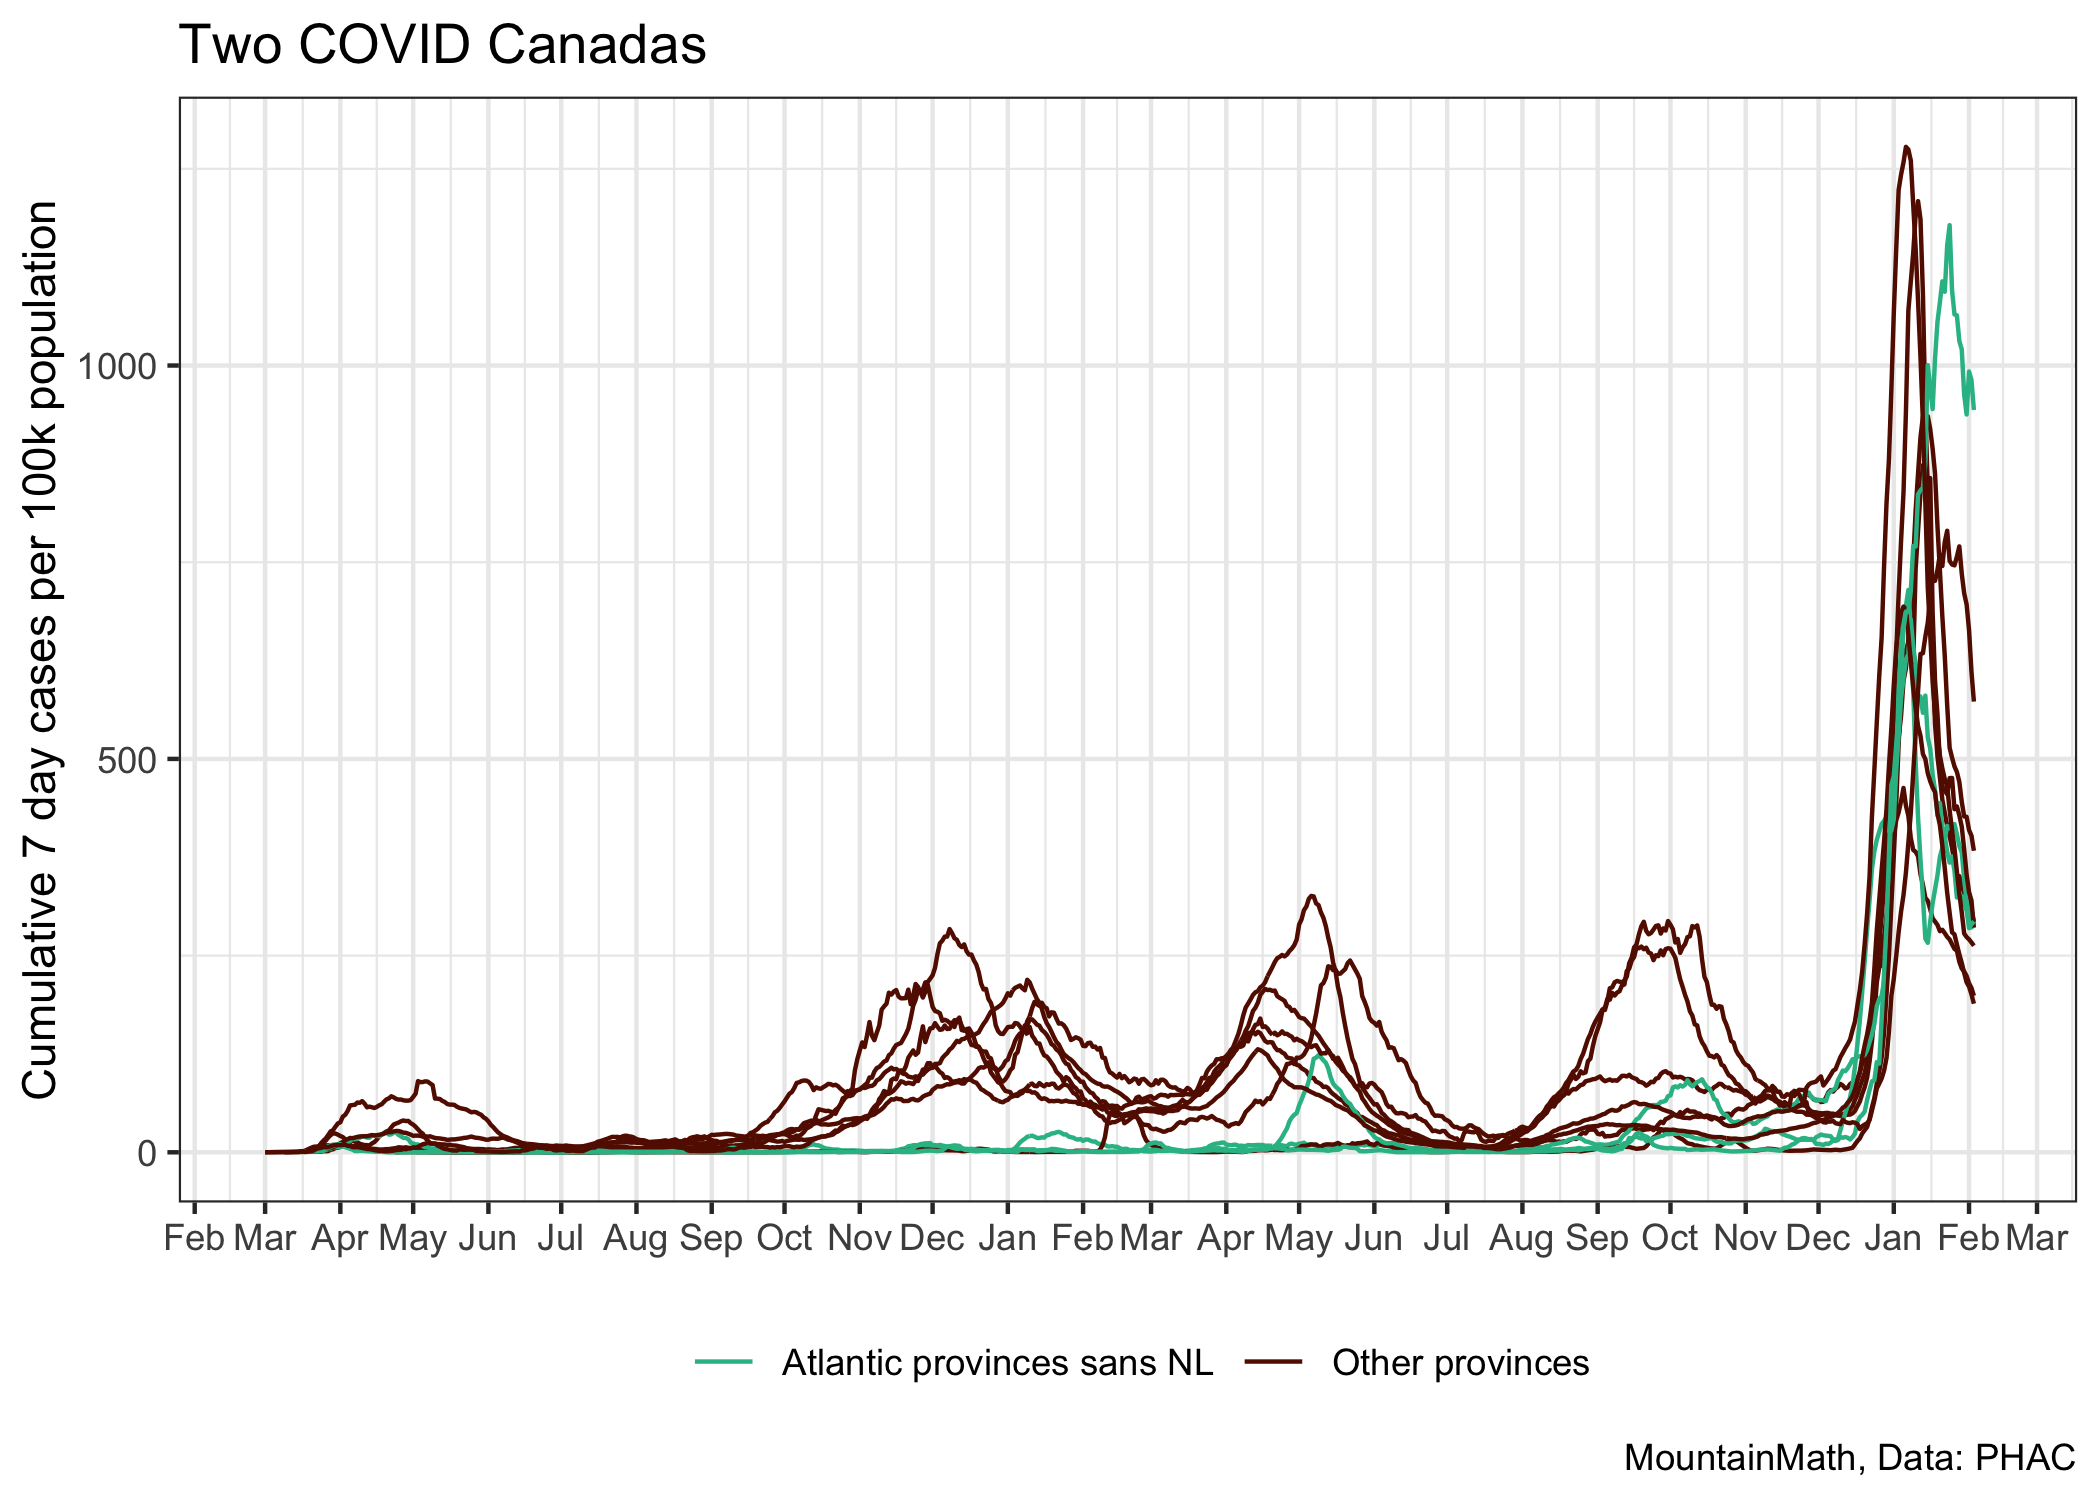 Two COVID Canadas
Cumulative 7 day cases per 100k population
1000
500
0
Feb Mar Apr May Jun Jul Aug Sep Oct Nov Dec Jan Feb Mar Apr May Jun Jul Aug Sep Oct Nov Dec Jan Feb Mar
Atlantic provinces sans NL Other provinces
MountainMath, Data: PHAC